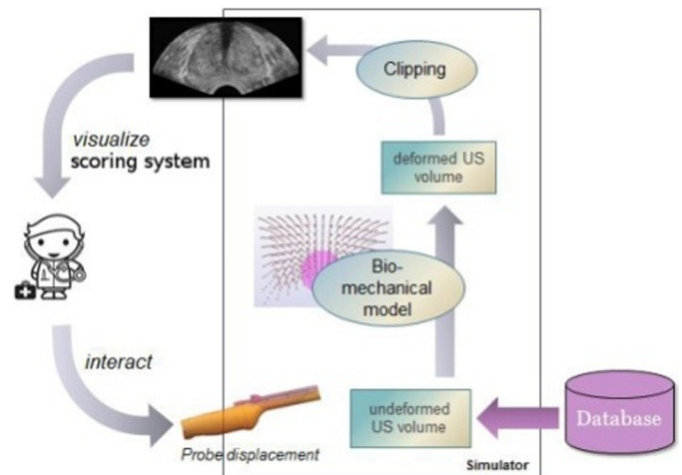 Clipping
visualize
scoring system
deformed US
volume
Bio-
mechanical
model
interact
undeformed
US volume
Database
Probe displacement
Simulator